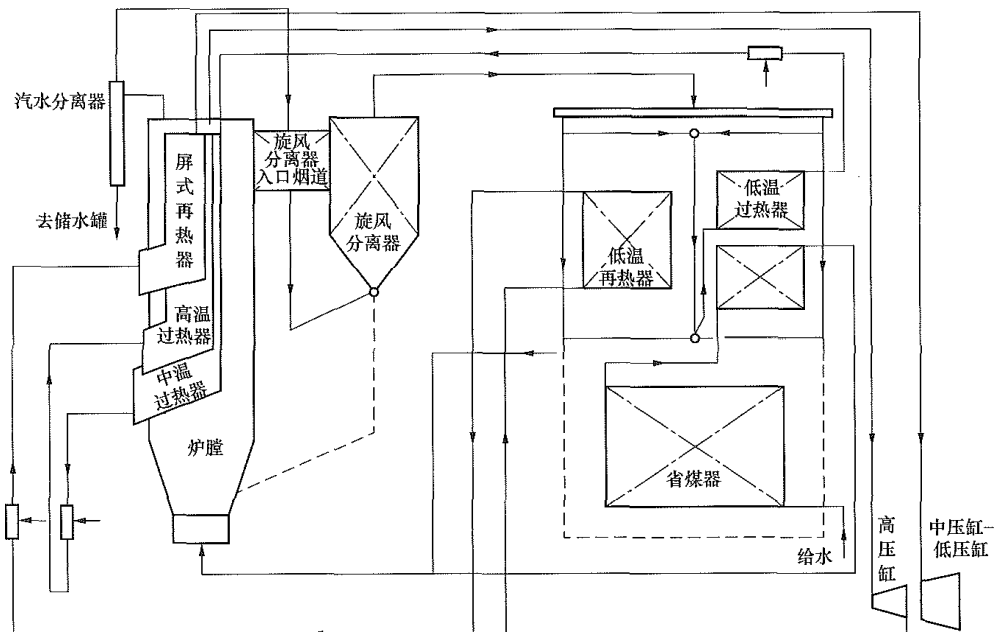 汽水分离器
去储水罐
屏
式
再
热
器
高温
过热器
中温
过热器
炉膛
旋风
分离器
入口烟道
旋风
分离器
低温
再热器
低温
过热器
省煤器
给水
高
压
缸
中压缸-
低压缸